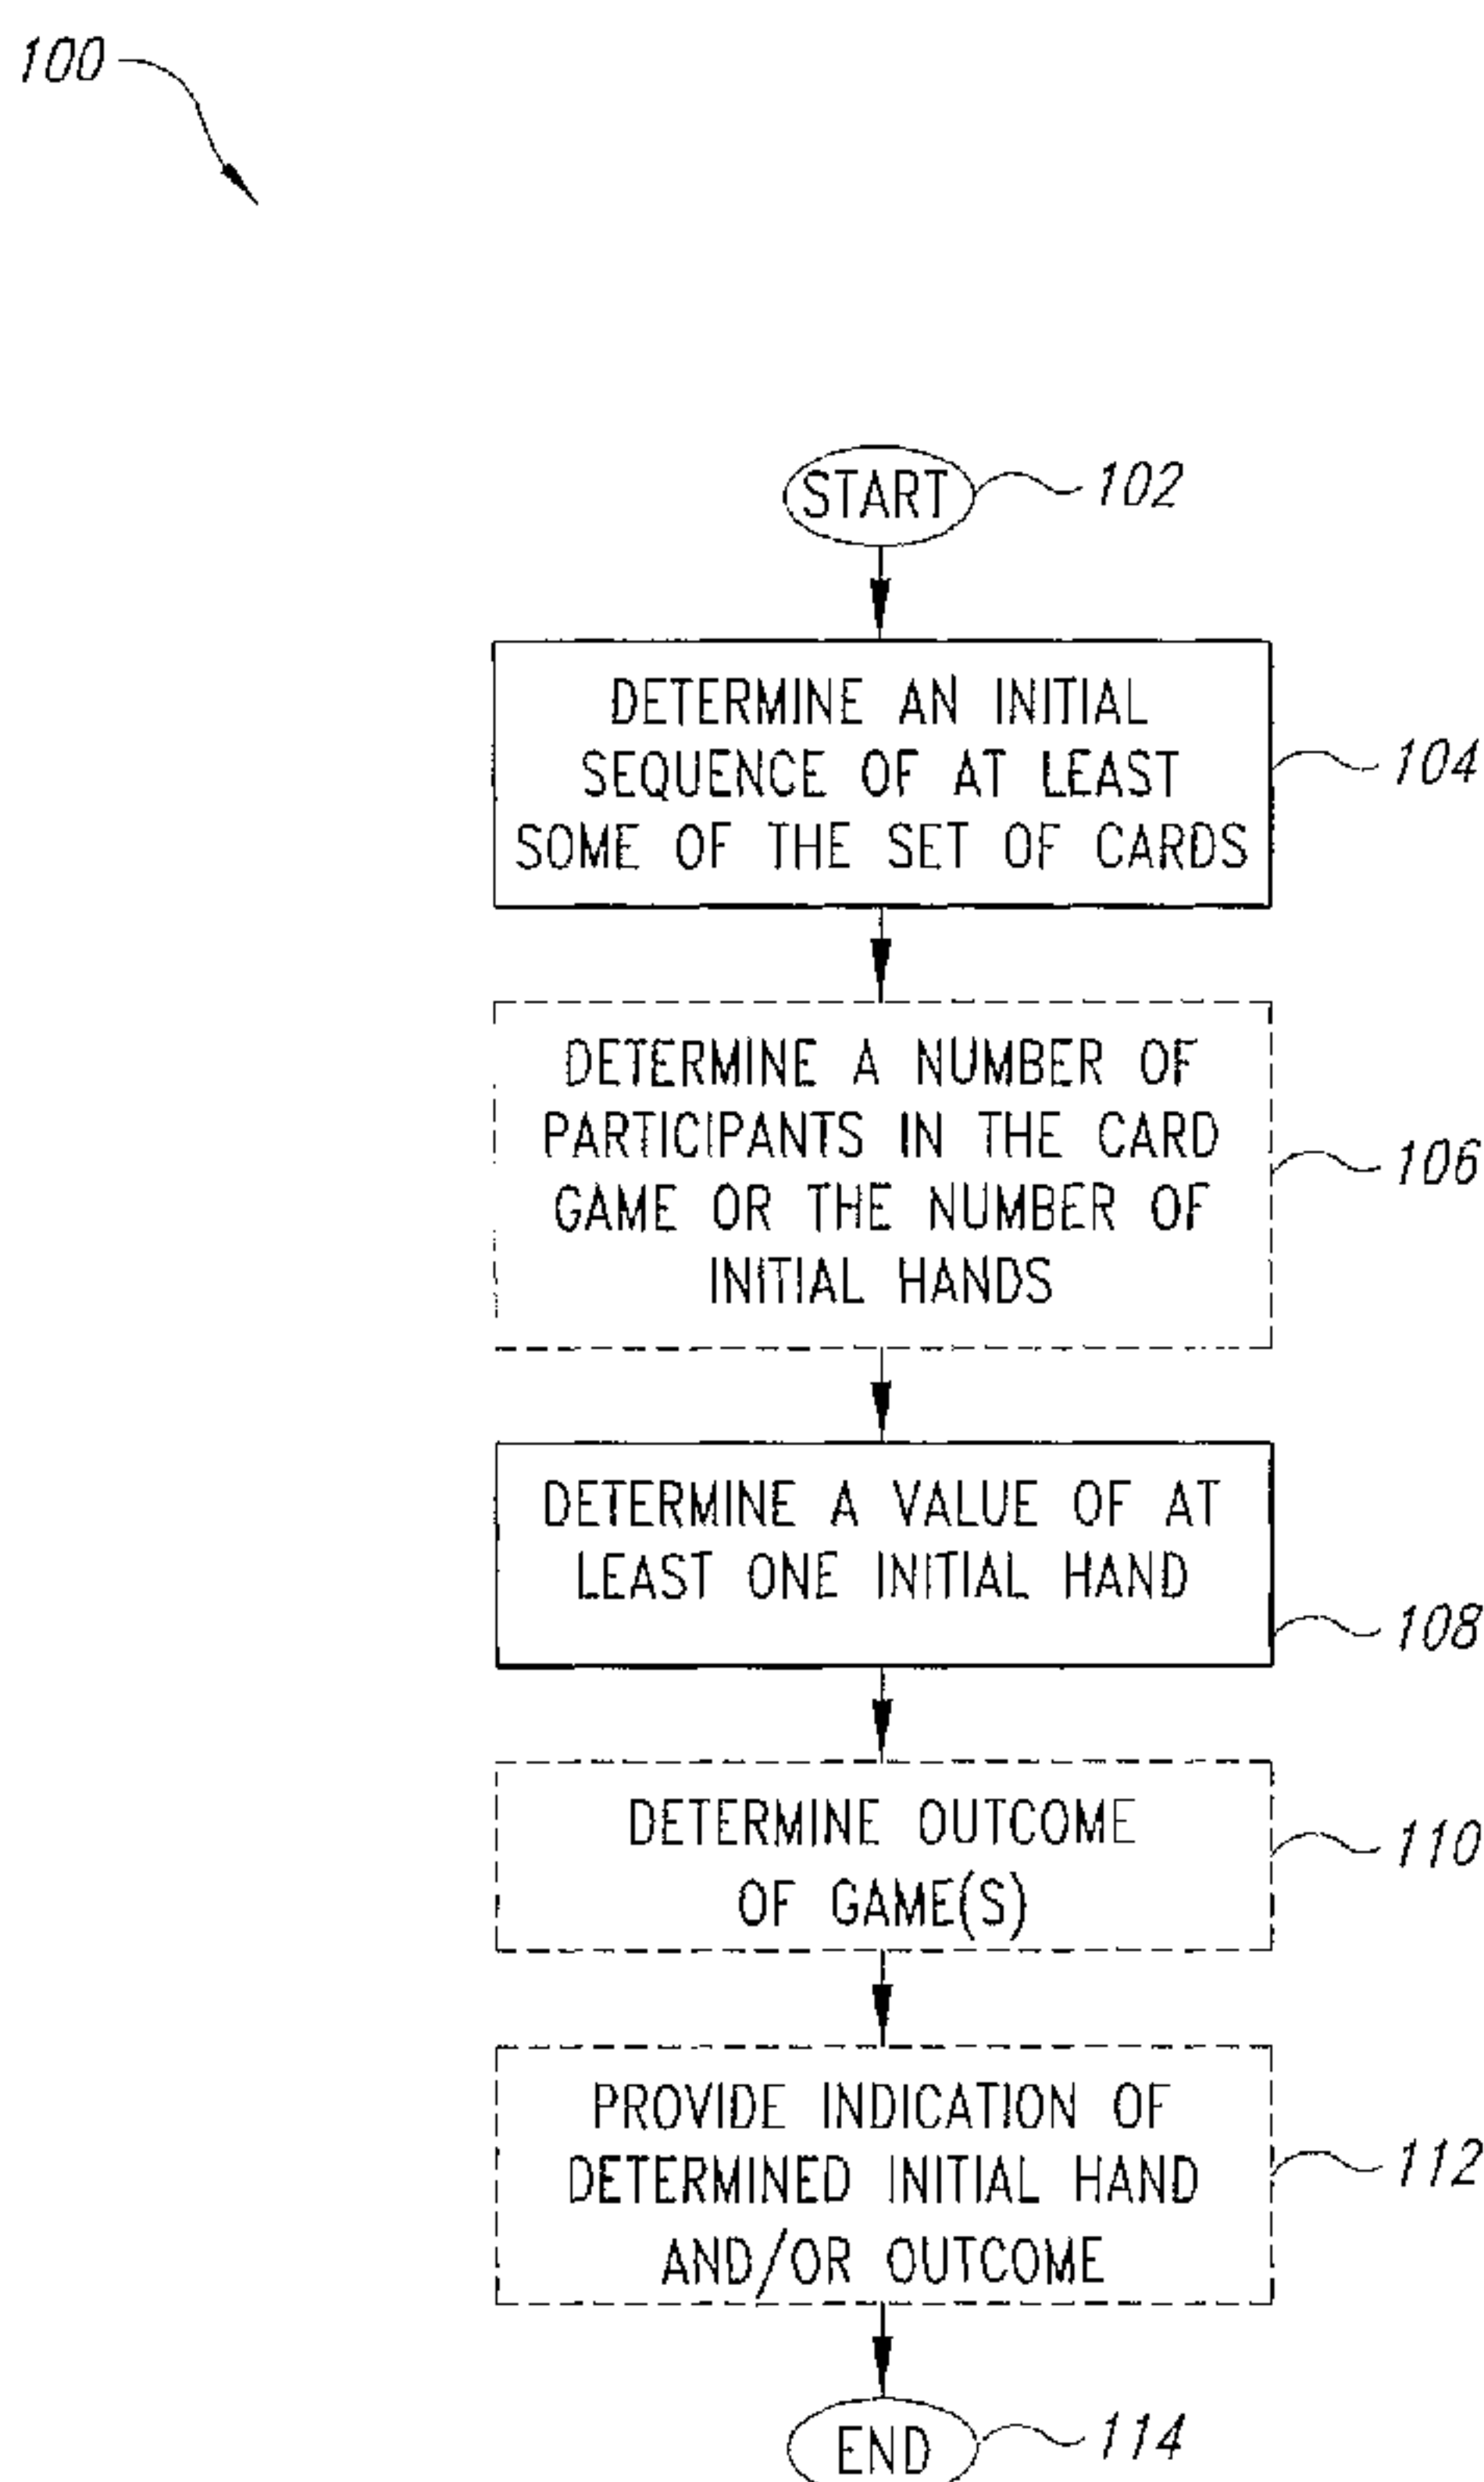 100
START
102
DETERMINE AN INITIAL
SEQUENCE OF AT LEAST
SOME OF THE SET OF CARDS
104
DETERMINE A NUMBER OF
PARTICIPANTS IN THE CARD
GAME OR THE NUMBER OF
INITIAL HANDS
106
DETERMINE A VALUE OF AT
LEAST ONE INITIAL HAND
108
DETERMINE OUTCOME
OF GAME(S)
110
PROVIDE INDICATION OF
DETERMINED INITIAL HAND
AND/OR OUTCOME
112
END
114